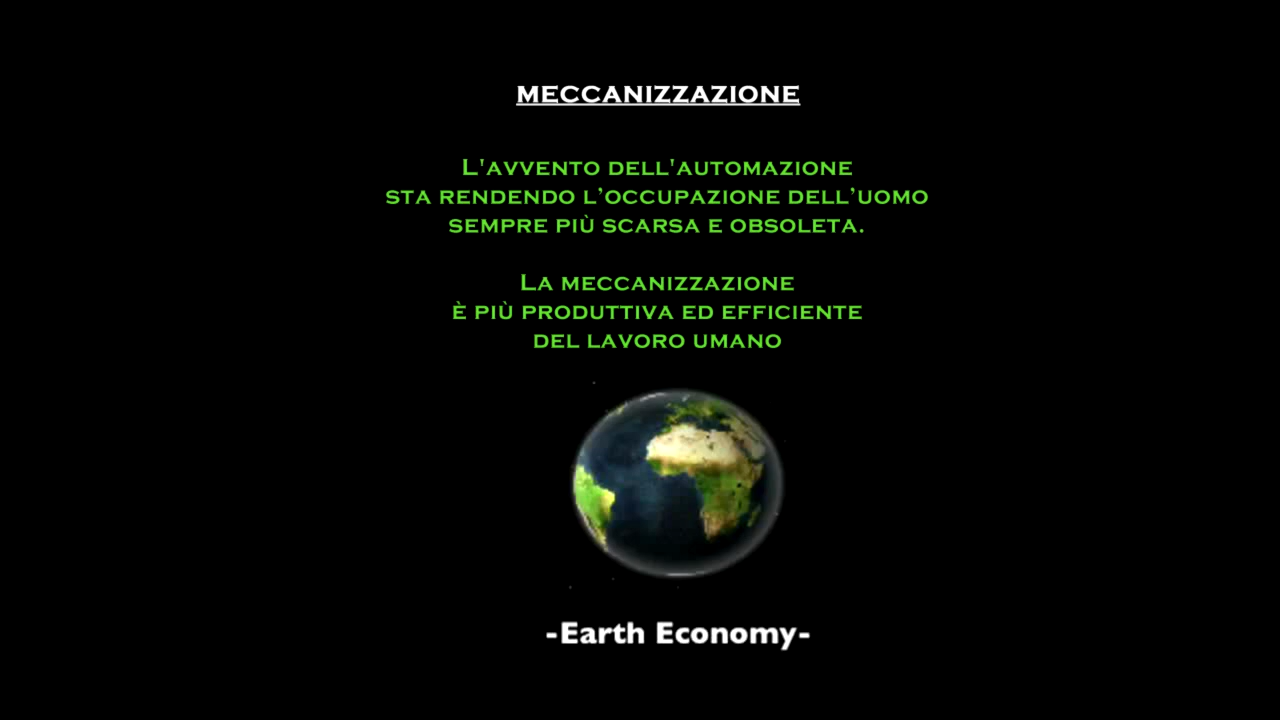 MECCANIZZAZIONE
L'AVVENTO DELL'AUTOMAZIONE
STA RENDENDO L’OCCUPAZIONE DELL’UOMO
SEMPRE PIÙ SCARSA E OBSOLETA.
LA MECCANIZZAZIONE
È PIÙ PRODUTTIVA ED EFFICIENTE
DEL LAVORO UMANO
-Earth Economy-